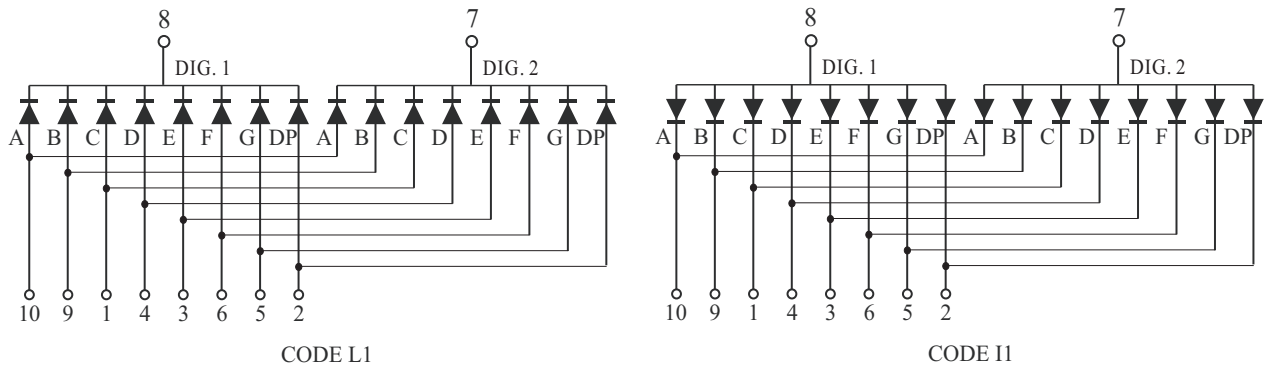 8 7 8 7
DIG. 1 DIG. 2 DIG. 1 DIG. 2
A B C D E F G DP A B C D E F G DP A B C D E F G DP A B C D E F G DP
10 9 1 4 3 6 5 2 10 9 1 4 3 6 5 2
CODE L1 CODE I1